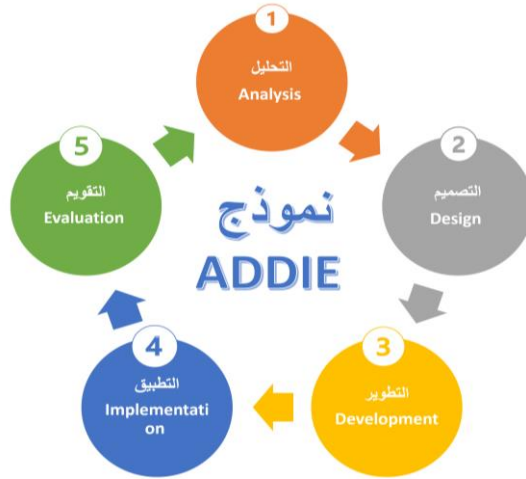 1
التحليل
Analysis
2
التصميم
Design
3
التطوير
Development
4
التطبيق
Implementati
on
5
التقويم
Evaluation
نموذج
ADDIE